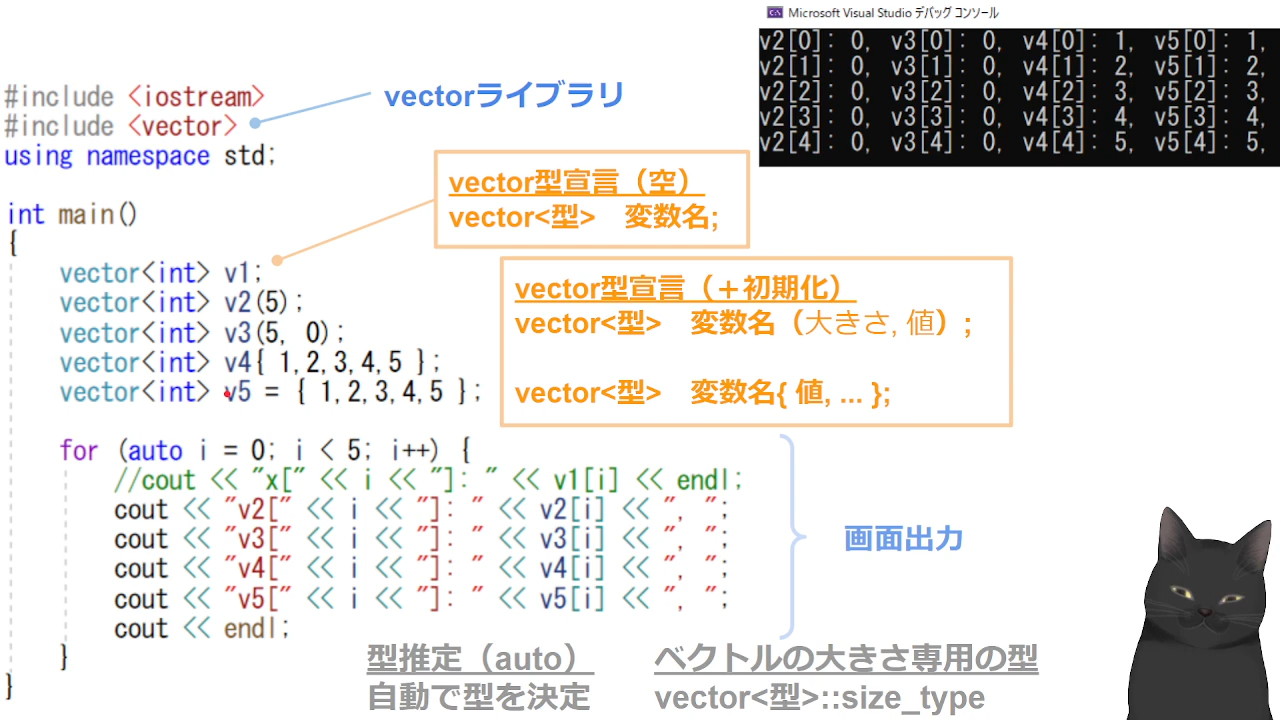 Microsoft Visual Studio デバッグ コンソール
v2[0]: 0, v3[0]: 0, v4[0]: 1, v5[0]: 1,
v2[1]: 0, v3[1]: 0, v4[1]: 2, v5[1]: 2,
v2[2]: 0, v3[2]: 0, v4[2]: 3, v5[2]: 3,
v2[3]: 0, v3[3]: 0, v4[3]: 4, v5[3]: 4,
v2[4]: 0, v3[4]: 0, v4[4]: 5, v5[4]: 5,
#include <iostream>
#include <vector>
using namespace std;
vectorライブラリ
int main()
{
vector<int> v1;
vector<int> v2(5);
vector<int> v3(5, 0);
vector<int> v4{ 1,2,3,4,5 };
vector<int> v5 = { 1,2,3,4,5 };
vector型宣言（空）
vector<型> 変数名;
vector型宣言（＋初期化）
vector<型> 変数名（大きさ, 値）;
vector<型> 変数名{ 値, ... };
for (auto i = 0; i < 5; i++) {
//cout << "x[" << i << "]: " << v1[i] << endl;
cout << "v2[" << i << "]: " << v2[i] << ", ";
cout << "v3[" << i << "]: " << v3[i] << ", ";
cout << "v4[" << i << "]: " << v4[i] << ", ";
cout << "v5[" << i << "]: " << v5[i] << ", ";
cout << endl;
}
}
画面出力
型推定（auto）
自動で型を決定
ベクトルの大きさ専用の型
vector<型>::size_type